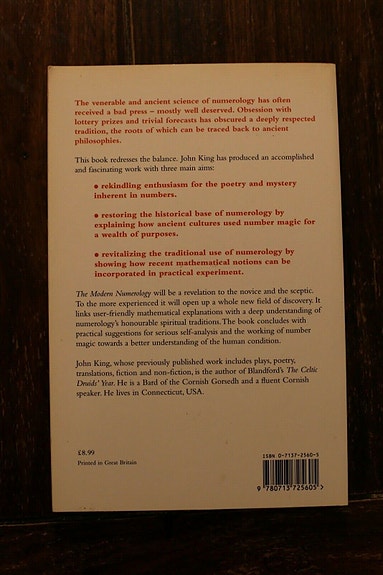 The venerable and ancient science of numerology has often
received a bad press – mostly well deserved. Obsession with
lottery prizes and trivial forecasts has obscured a deeply respected
tradition, the roots of which can be traced back to ancient
philosophies.
This book redresses the balance. John King has produced an accomplished
and fascinating work with three main aims:
• rekindling enthusiasm for the poetry and mystery
inherent in numbers.
• restoring the historical base of numerology by
explaining how ancient cultures used number magic for
a wealth of purposes.
• revitalizing the traditional use of numerology by
showing how recent mathematical notions can be
incorporated in practical experiment.
The Modern Numerology will be a revelation to the novice and the sceptic.
To the more experienced it will open up a whole new field of discovery. It
links user-friendly mathematical explanations with a deep understanding of
numerology's honourable spiritual traditions. The book concludes with
practical suggestions for serious self-analysis and the working of number
magic towards a better understanding of the human condition.
John King, whose previously published work includes plays, poetry,
translations, fiction and non-fiction, is the author of Blandford's The Celtic
Druids' Year. He is a Bard of the Cornish Gorsedh and a fluent Cornish
speaker. He lives in Connecticut, USA.
£8.99
Printed in Great Britain
ISBN 0-7137-2560-5
9 780713 725605 >